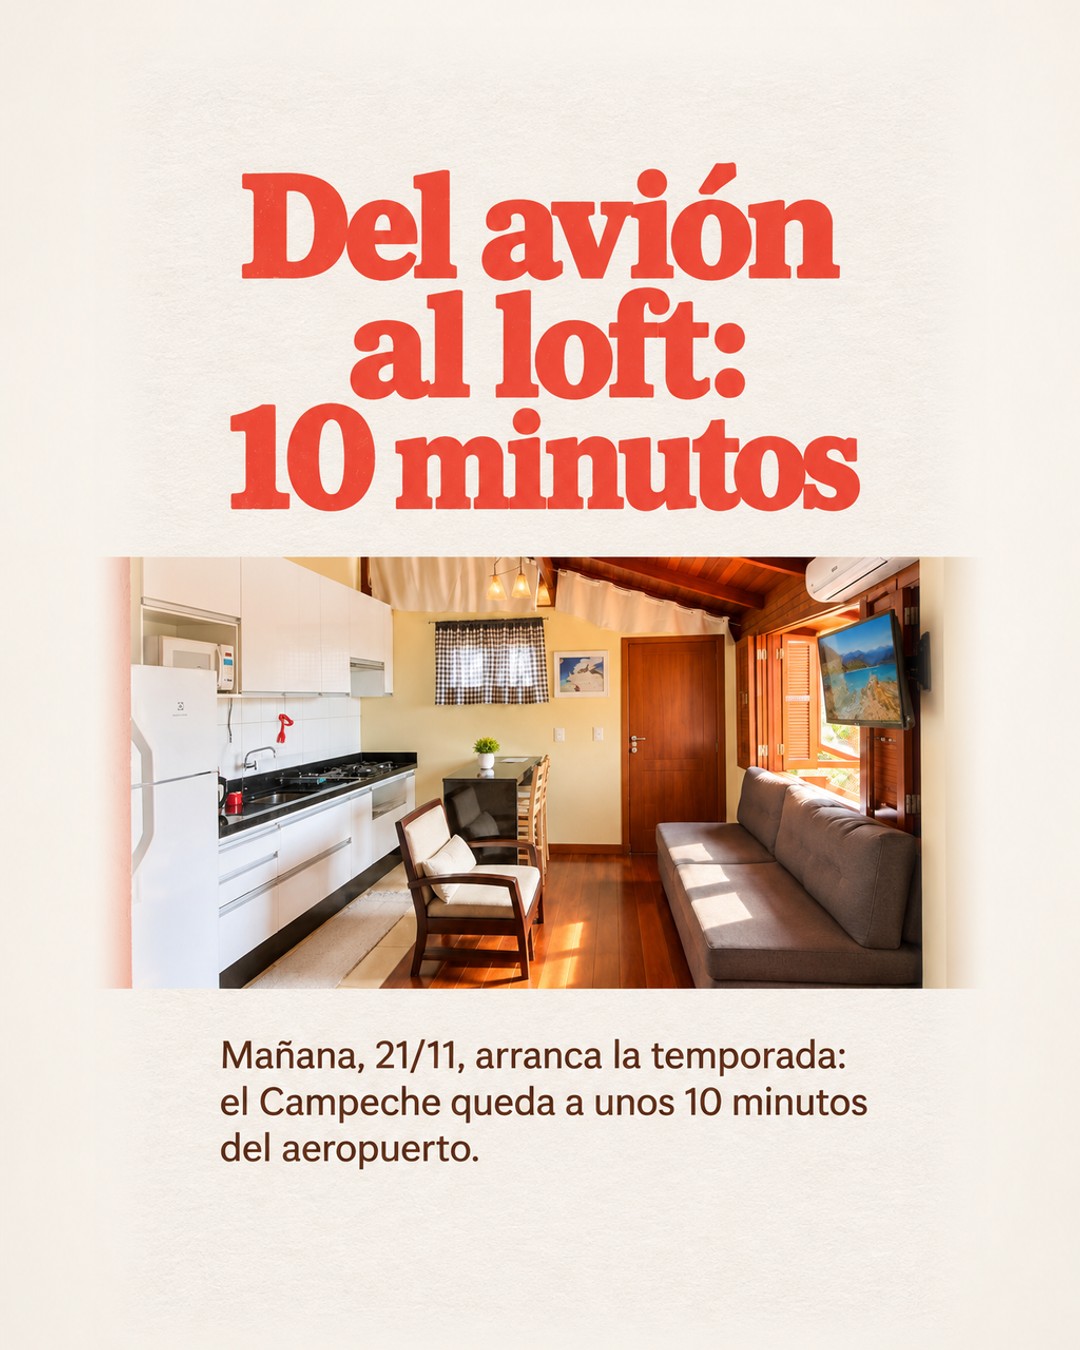 Del avión
al loft:
10 minutos
Mañana, 21/11, arranca la temporada:
el Campeche queda a unos 10 minutos
del aeropuerto.